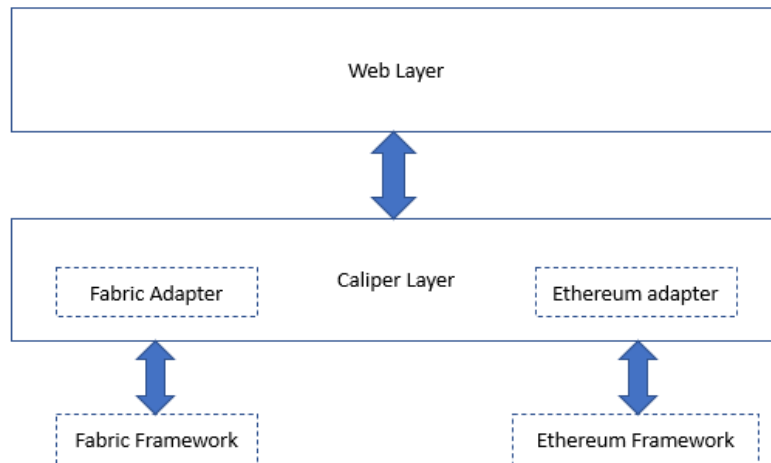 Web Layer
Caliper Layer
Fabric Adapter
Ethereum adapter
Fabric Framework
Ethereum Framework